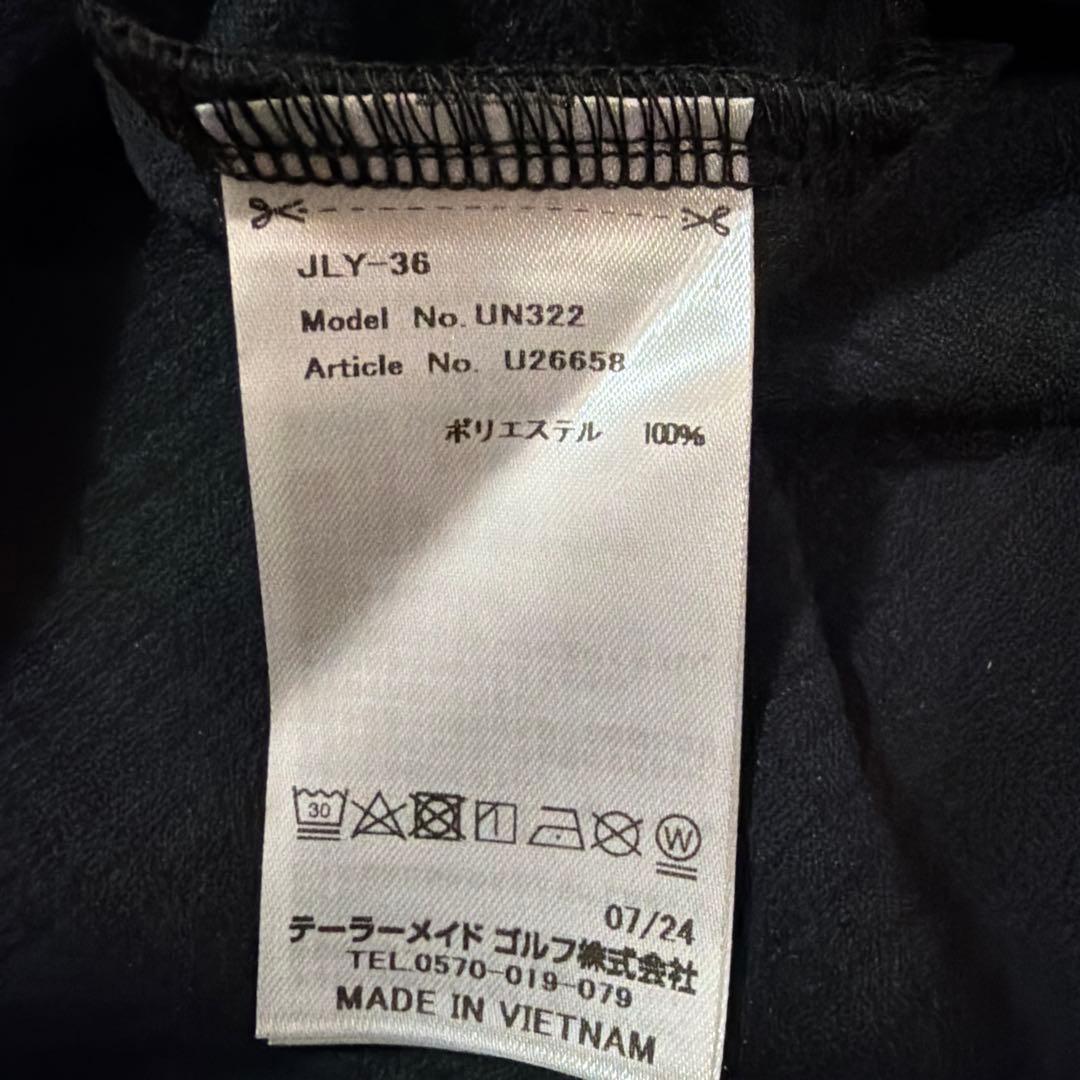 JLY-36
Model No. UN322
Article No. U26658
ポリエステル 100%
30
W
07/24
テーラーメイド ゴルフ株式会社
TEL.0570-019-079
MADE IN VIETNAM